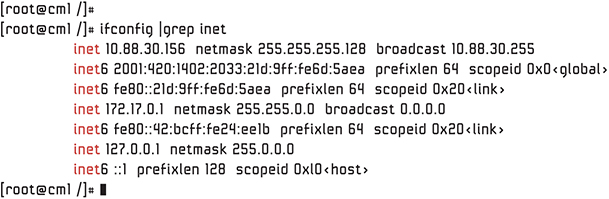 [root@cm1 /]#
[root@cm1 /]# ifconfig |grep inet
inet 10.88.30.156 netmask 255.255.255.128 broadcast 10.88.30.255
inet6 2001:420:1402:2033:21d:9ff:fe6d:5aea prefixlen 64 scopeid 0x0<global>
inet6 fe80::21d:9ff:fe6d:5aea prefixlen 64 scopeid 0x20<link>
inet 172.17.0.1 netmask 255.255.0.0 broadcast 0.0.0.0
inet6 fe80::42:bcff:fe24:ee1b prefixlen 64 scopeid 0x20<link>
inet 127.0.0.1 netmask 255.0.0.0
inet6 ::1 prefixlen 128 scopeid 0xl0<host>
[root@cm1 /]#